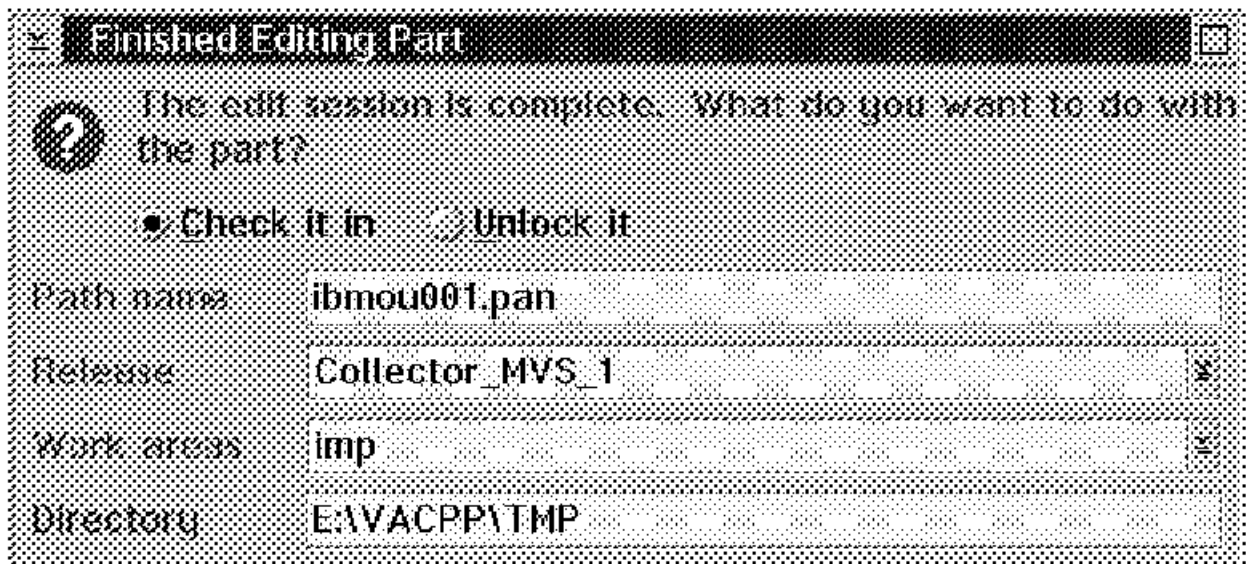 Finished Editing Part
The edit session is complete. What do you want to do with
the part?
Check it in Unlock it
Path name ibmou001.pan
Release Collector_MVS_1
Work areas imp
Directory E:\VACPP\TMP